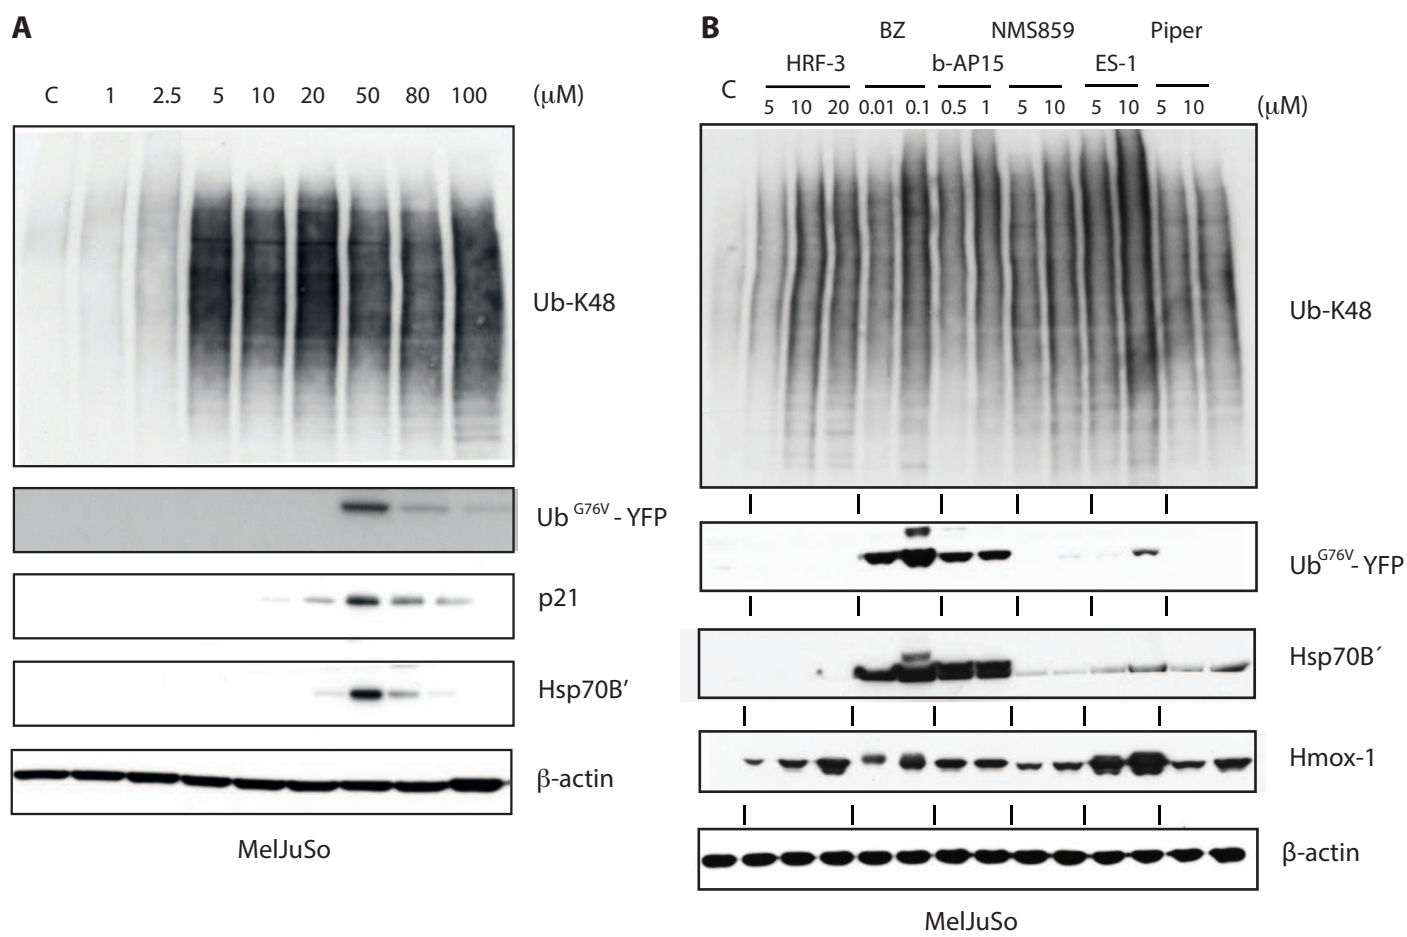 A
C 1 2.5 5 10 20 50 80 100 (μM)
Ub-K48
Ub G76V - YFP
p21
Hsp70B'
β-actin
MelJuSo
B
BZ NMS859 Piper
HRF-3 b-AP15 ES-1
C
5 10 20 0.01 0.1 0.5 1 5 10 5 10 5 10 (μM)
Ub-K48
UbG76V- YFP
Hsp70B´
Hmox-1
β-actin
MelJuSo